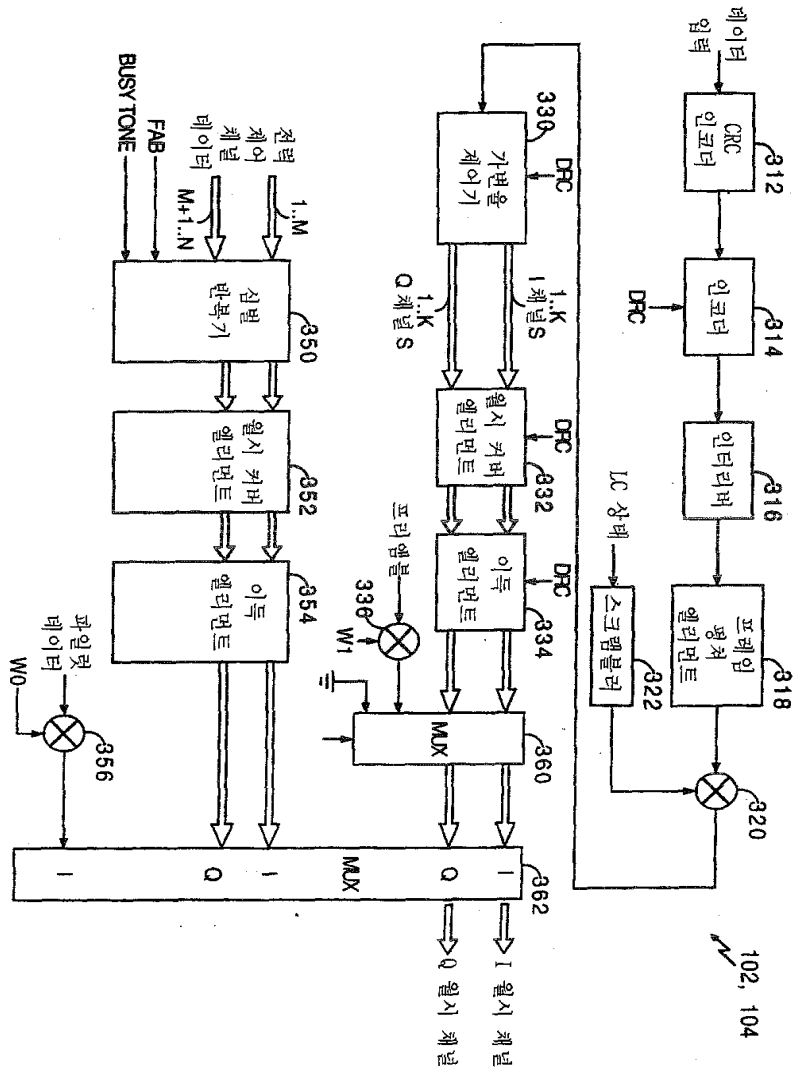 데이터
입력
CRC
인코더
312
인코더
314
DRC
인터리버
316
프레임
펑처
엘리먼트
318
LC 상태
스크램블러
322
320
102, 104
330
가변율
제어기
DRC
1..K
I 채널 S
1..K
Q 채널 S
월시 커버
엘리먼트
332
DRC
이득
엘리먼트
334
DRC
프리앰블
336
W1
MUX
360
전력
제어
채널
데이터
1..M
M+1..N
FAB
BUSY TONE
심벌
반복기
350
월시 커버
엘리먼트
352
이득
엘리먼트
354
파일럿
데이터
W0
356
I
Q
MUX
I
Q
I
362
I 월시 채널
Q 월시 채널